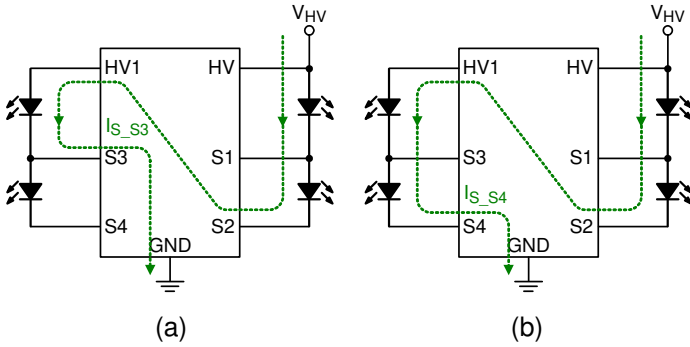 V_HV
HV1 HV
I_S_S3
S3 S1
S4 S2
GND
(a)
V_HV
HV1 HV
S3 S1
I_S_S4
S4 S2
GND
(b)